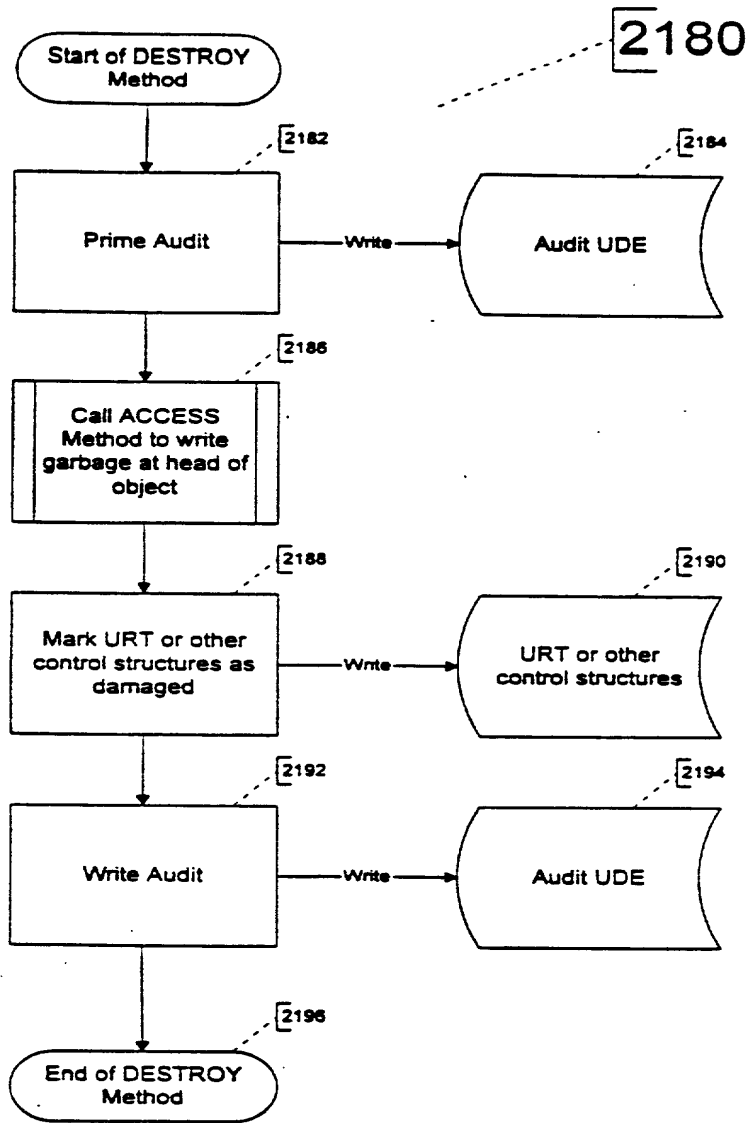 2180
Start of DESTROY
Method
2182
Prime Audit
Write
2184
Audit UDE
2186
Call ACCESS
Method to write
garbage at head of
object
2188
Mark URT or other
control structures as
damaged
Write
2190
URT or other
control structures
2192
Write Audit
Write
2194
Audit UDE
2196
End of DESTROY
Method